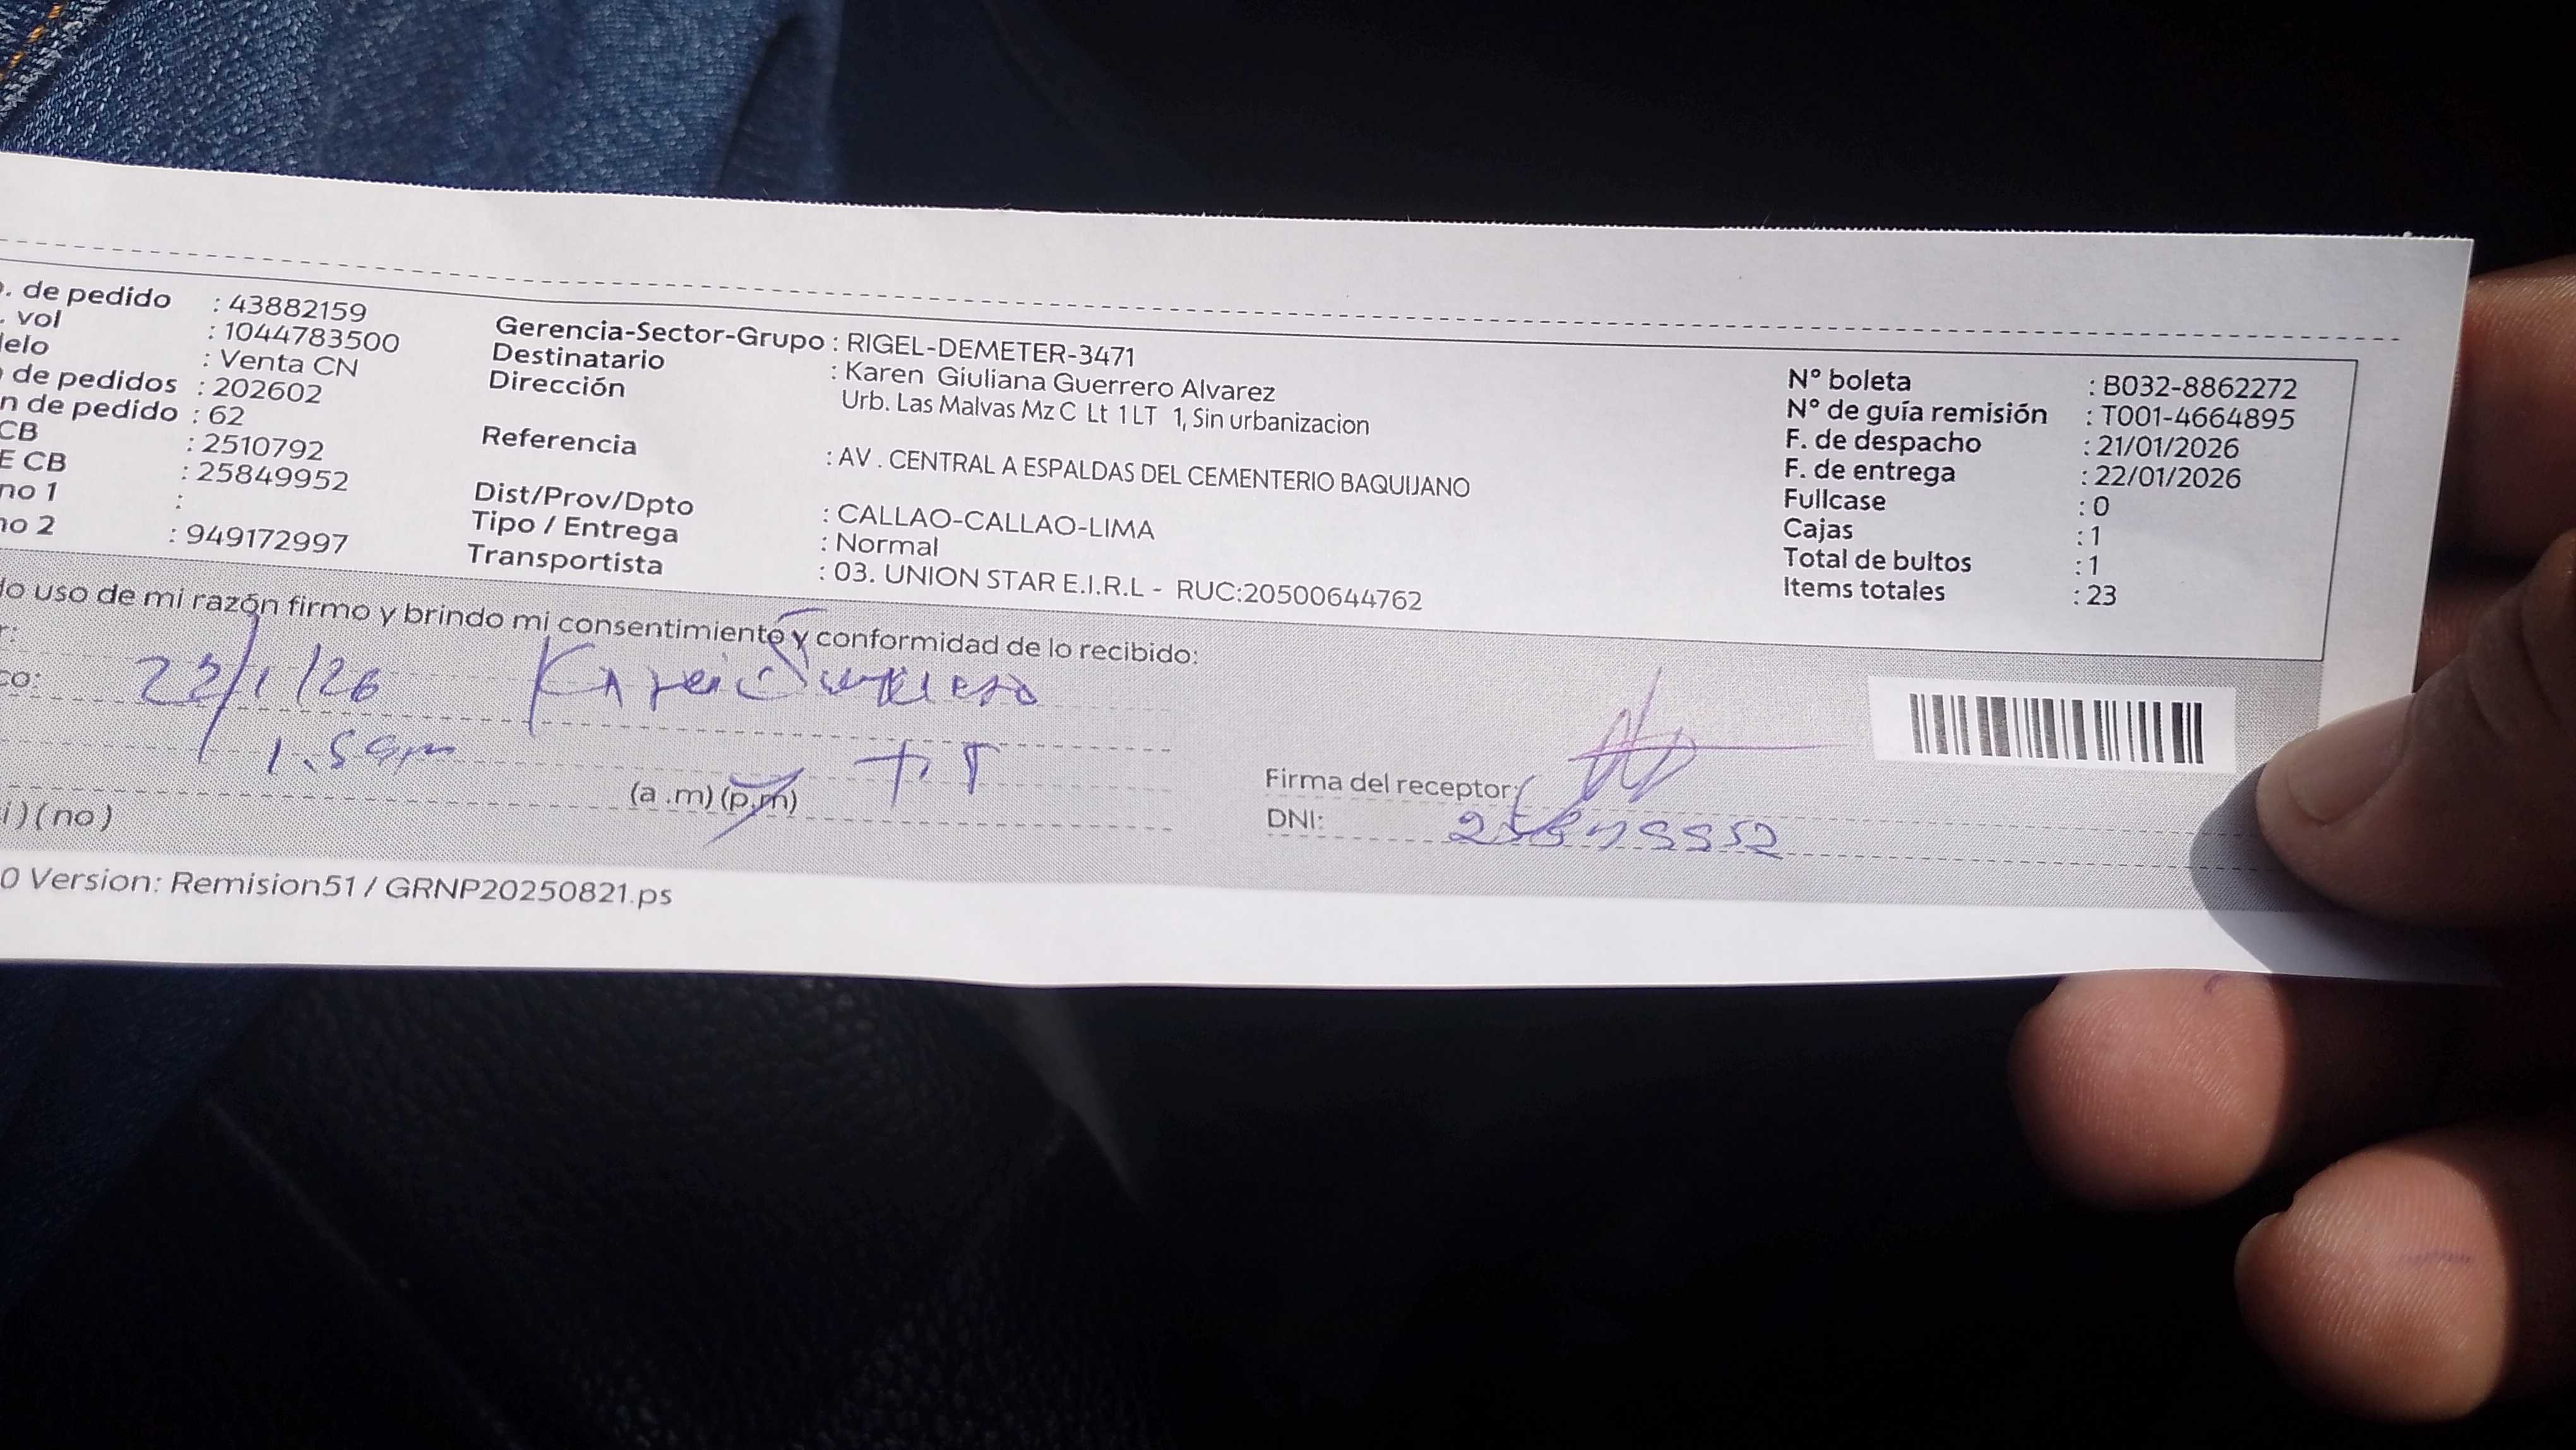 . de pedido : 43882159
. vol : 1044783500
elo : Venta CN
de pedidos : 202602
n de pedido : 62
CB : 2510792
E CB : 25849952
no 1 :
no 2 : 949172997
Gerencia-Sector-Grupo : RIGEL-DEMETER-3471
Destinatario : Karen Giuliana Guerrero Alvarez
Dirección Urb. Las Malvas Mz C Lt 1 LT 1, Sin urbanizacion
Referencia : AV . CENTRAL A ESPALDAS DEL CEMENTERIO BAQUIJANO
Dist/Prov/Dpto : CALLAO-CALLAO-LIMA
Tipo / Entrega : Normal
Transportista : 03. UNION STAR E.I.R.L - RUC:20500644762
N° boleta : B032-8862272
N° de guía remisión : T001-4664895
F. de despacho : 21/01/2026
F. de entrega : 22/01/2026
Fullcase : 0
Cajas : 1
Total de bultos : 1
Items totales : 23
do uso de mi razón firmo y brindo mi consentimiento y conformidad de lo recibido:
r:
co: 22/1/26 Karen Guerrero
(a .m) (p.m) T.T
i ) ( no )
Firma del receptor:
DNI: 25849952
0 Version: Remision51 / GRNP20250821.ps